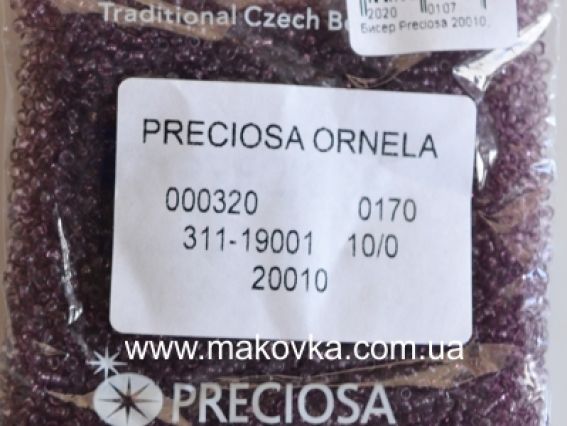 Traditional Czech Be
2020 0107
Бисер Preciosa 20010
PRECIOSA ORNELA
000320 0170
311-19001 10/0
20010
www.makovka.com.ua
PRECIOSA